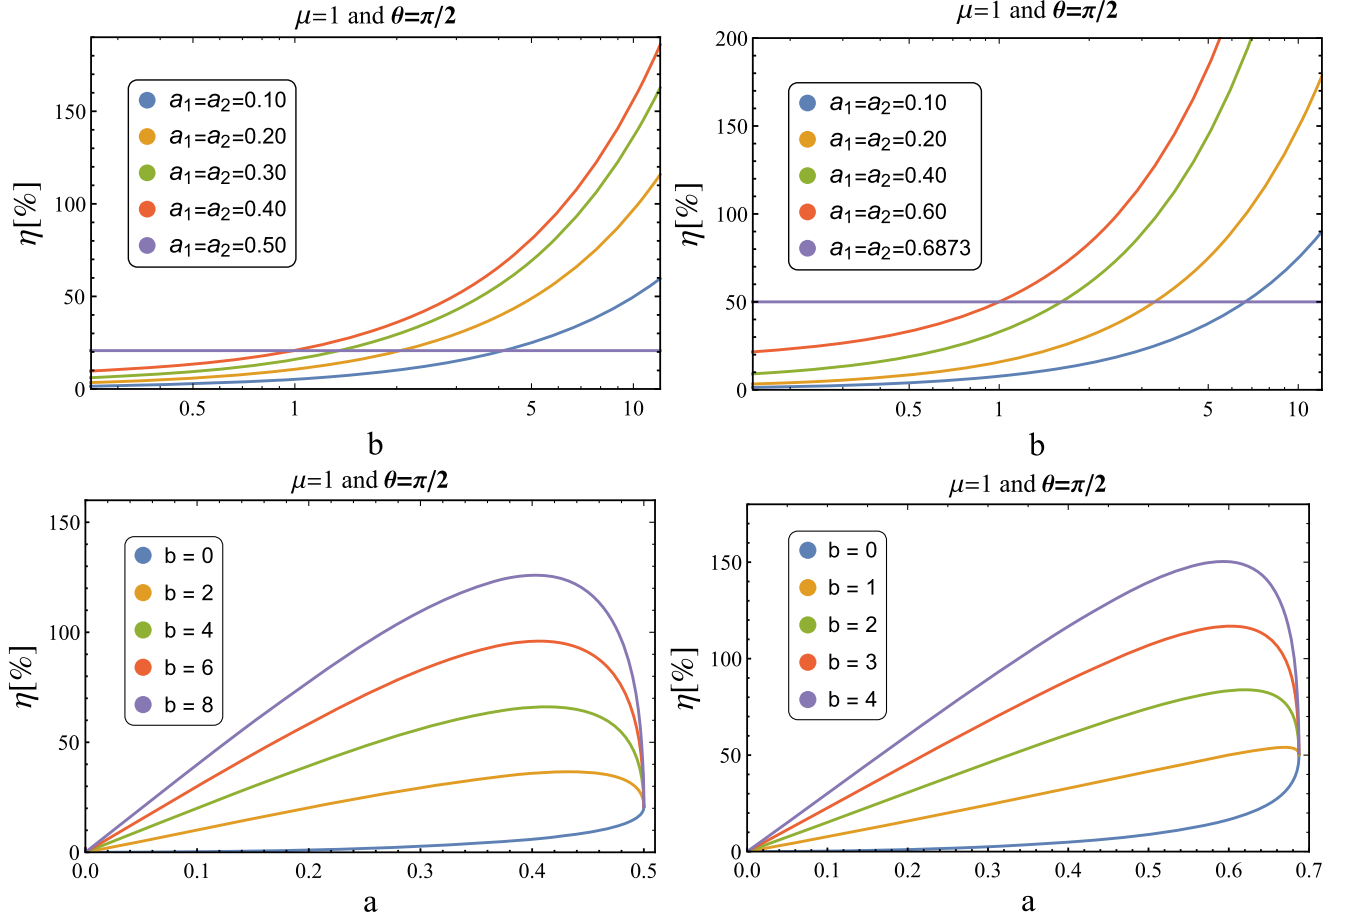 μ=1 and θ=π/2
η[%]
150
100
50
0
a1=a2=0.10
a1=a2=0.20
a1=a2=0.30
a1=a2=0.40
a1=a2=0.50
0.5 1 5 10
b
μ=1 and θ=π/2
η[%]
200
150
100
50
0
a1=a2=0.10
a1=a2=0.20
a1=a2=0.40
a1=a2=0.60
a1=a2=0.6873
0.5 1 5 10
b
μ=1 and θ=π/2
η[%]
150
100
50
0
b = 0
b = 2
b = 4
b = 6
b = 8
0.0 0.1 0.2 0.3 0.4 0.5
a
μ=1 and θ=π/2
η[%]
150
100
50
0
b = 0
b = 1
b = 2
b = 3
b = 4
0.0 0.1 0.2 0.3 0.4 0.5 0.6 0.7
a